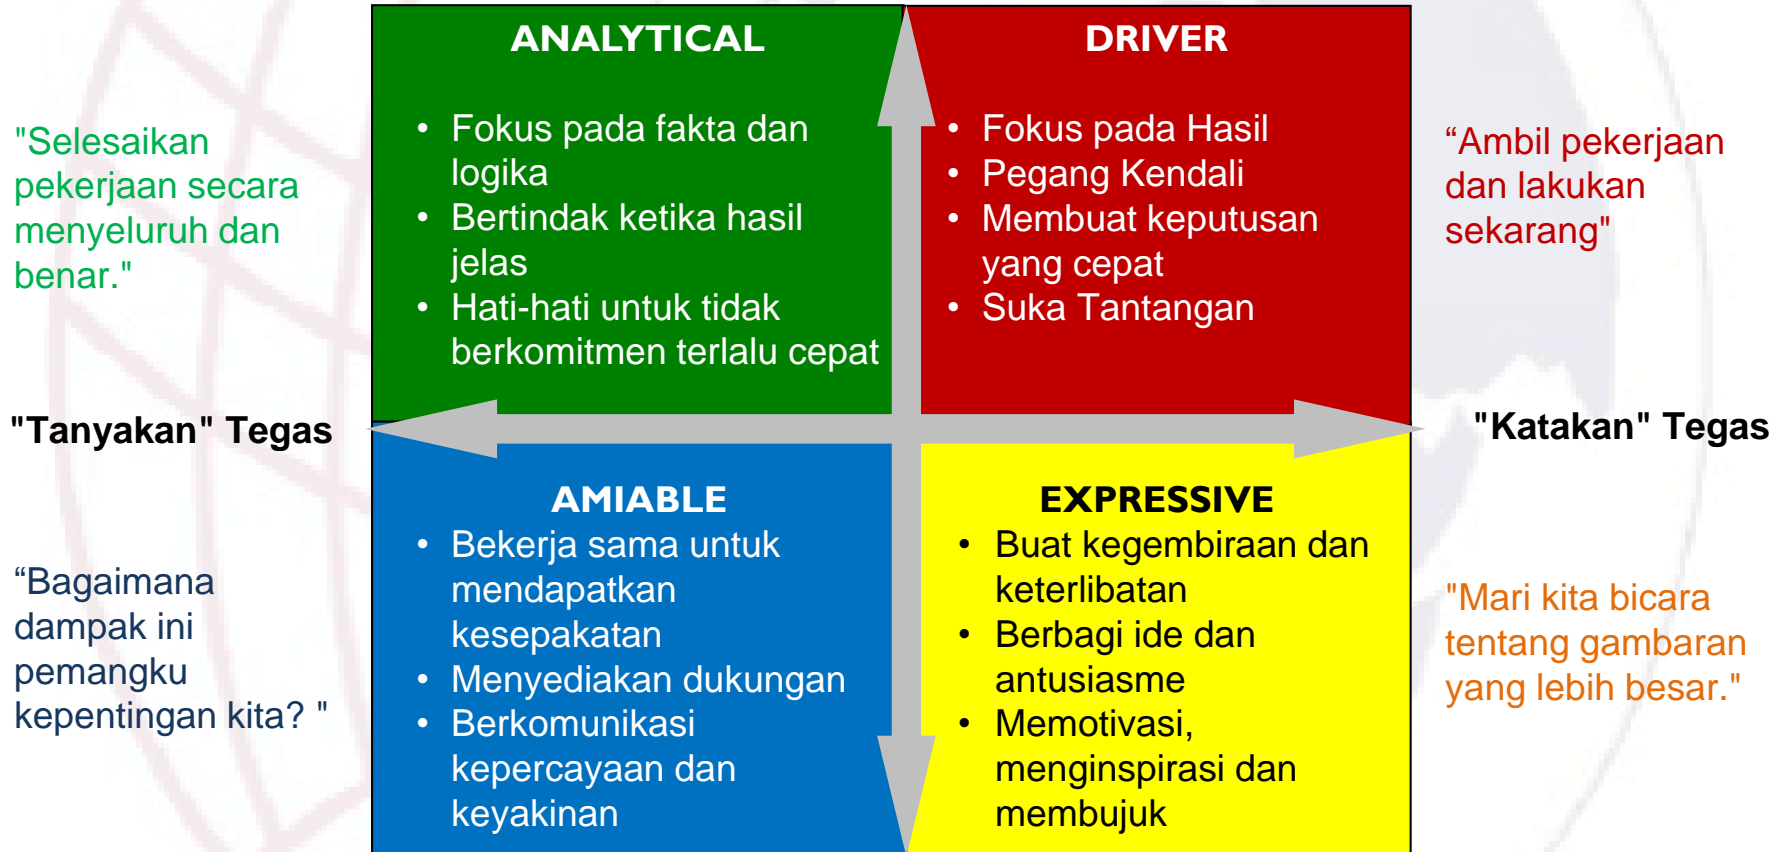 ANALYTICAL
• Fokus pada fakta dan
logika
• Bertindak ketika hasil
jelas
• Hati-hati untuk tidak
berkomitmen terlalu cepat
DRIVER
• Fokus pada Hasil
• Pegang Kendali
• Membuat keputusan
yang cepat
• Suka Tantangan
"Selesaikan
pekerjaan secara
menyeluruh dan
benar."
“Ambil pekerjaan
dan lakukan
sekarang"
"Tanyakan" Tegas
"Katakan" Tegas
AMIABLE
• Bekerja sama untuk
mendapatkan
kesepakatan
• Menyediakan dukungan
• Berkomunikasi
kepercayaan dan
keyakinan
EXPRESSIVE
• Buat kegembiraan dan
keterlibatan
• Berbagi ide dan
antusiasme
• Memotivasi,
menginspirasi dan
membujuk
“Bagaimana
dampak ini
pemangku
kepentingan kita? "
"Mari kita bicara
tentang gambaran
yang lebih besar."